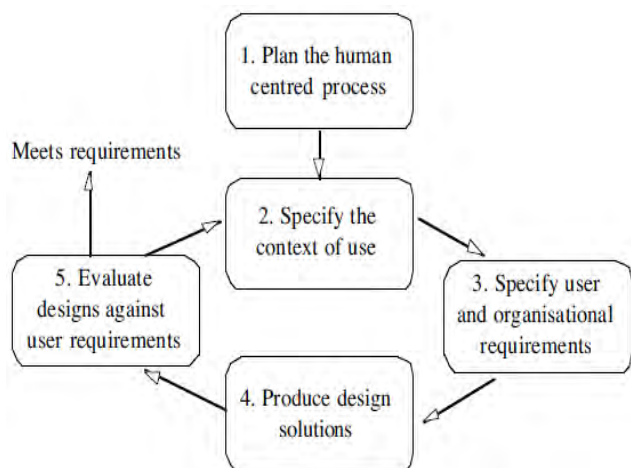 1. Plan the human
centred process
Meets requirements
2. Specify the
context of use
3. Specify user
and organisational
requirements
4. Produce design
solutions
5. Evaluate
designs against
user requirements